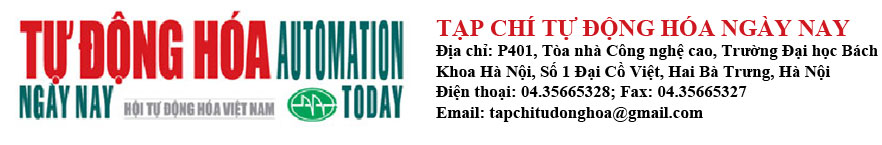 TỰ ĐỘNG HÓA AUTOMATION
NGÀY NAY HỘI TỰ ĐỘNG HÓA VIỆT NAM TODAY
TẠP CHÍ TỰ ĐỘNG HÓA NGÀY NAY
Địa chỉ: P401, Tòa nhà Công nghệ cao, Trường Đại học Bách
Khoa Hà Nội, Số 1 Đại Cồ Việt, Hai Bà Trưng, Hà Nội
Điện thoại: 04.35665328; Fax: 04.35665327
Email: tapchitudonghoa@gmail.com